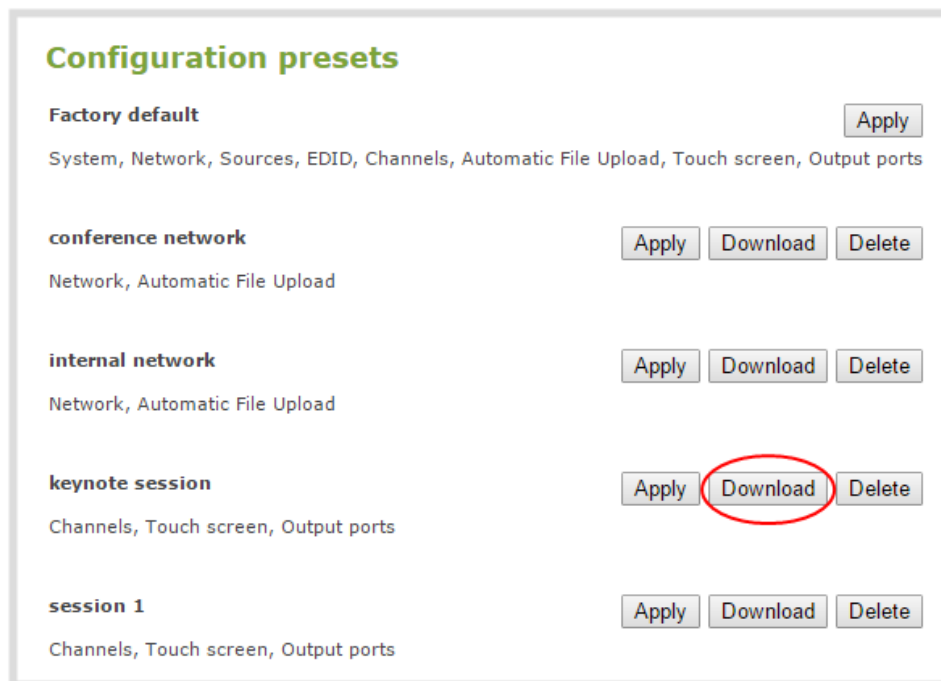 Configuration presets
Factory default Apply
System, Network, Sources, EDID, Channels, Automatic File Upload, Touch screen, Output ports
conference network Apply Download Delete
Network, Automatic File Upload
internal network Apply Download Delete
Network, Automatic File Upload
keynote session Apply Download Delete
Channels, Touch screen, Output ports
session 1 Apply Download Delete
Channels, Touch screen, Output ports